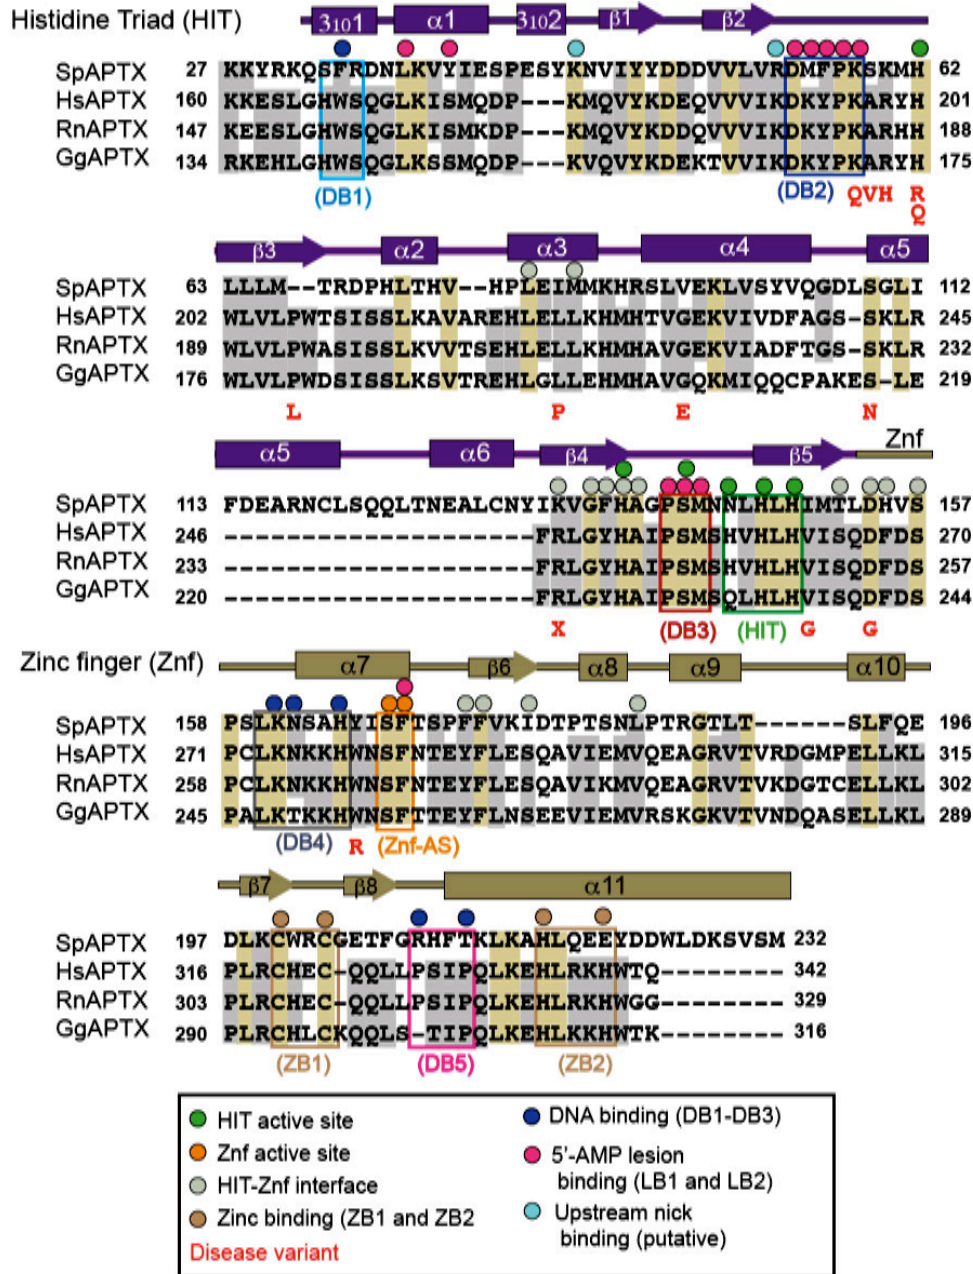 Histidine Triad (HIT)
3₁₀1 α1 3₁₀2 β1 β2
SpAPTX 27 KKYRKQSFRDNLKVYIESPESYKNVIYYDDDVVLVRDMFPKSKMH 62
HsAPTX 160 KKESLGHWSQGLKISMQDP---KMQVYKDEQVVVIKDKYPKARYH 201
RnAPTX 147 KEESLGHWSQGLKISMKDP---KMQVYKDDQVVVIKDKYPKARHH 188
GgAPTX 134 RKEHLGHWSQGLKSSMQDP---KVQVYKDEKTVVIKDKYPKARYH 175
(DB1) (DB2) QVH R
Q
β3 α2 α3 α4 α5
SpAPTX 63 LLLM--TRDPHLTHV--HPLEIMMKHRSLVEKLVSYVQGDLSGLI 112
HsAPTX 202 WLVLPWTSISSLKAVAREHLELLKHMHTVGEKVIVDFAGS-SKLR 245
RnAPTX 189 WLVLPWASISSLKVVTSEHLELLKHMHAVGEKVIADFTGS-SKLR 232
GgAPTX 176 WLVLPWDSISSLKSVTREHLGLLEHMHAVGQKMIQQCPAKES-LE 219
L P E N
α5 α6 β4 β5 Znf
SpAPTX 113 FDEARNCLSQQLTNEALCNYIKVGFHAGPSMNNLHLHIMTLDHVS 157
HsAPTX 246 --------------------FRLGYHAIPSMSHVHLHVISQDFDS 270
RnAPTX 233 --------------------FRLGYHAIPSMSHVHLHVISQDFDS 257
GgAPTX 220 --------------------FRLGYHAIPSMSQLHLHVISQDFDS 244
X (DB3) (HIT) G G
Zinc finger (Znf)
α7 β6 α8 α9 α10
SpAPTX 158 PSLKNSAHYISFTSPFFVKIDTPTSNLPTRGTLT------SLFQE 196
HsAPTX 271 PCLKNKKHWNSFNTEYFLESQAVIEMVQEAGRVTVRDGMPELLKL 315
RnAPTX 258 PCLKNKKHWNSFNTEYFLESQAVIKMVQEAGRVTVKDGTCELLKL 302
GgAPTX 245 PALKTKKHWNSFTTEYFLNSEEVIEMVRSKGKVTVNDQASELLKL 289
(DB4) R (Znf-AS)
β7 β8 α11
SpAPTX 197 DLKCWRCGETFGRHFTKLKAHLQEEYDDWLDKSVSM 232
HsAPTX 316 PLRCHEC-QQLLPSIPQLKEHLRKHWTQ-------- 342
RnAPTX 303 PLRCHEC-QQLLPSIPQLKEHLRKHWGG-------- 329
GgAPTX 290 PLRCHLCKQQLS-TIPQLKEHLKKHWTK-------- 316
(ZB1) (DB5) (ZB2)
HIT active site
Znf active site
HIT-Znf interface
Zinc binding (ZB1 and ZB2
Disease variant
DNA binding (DB1-DB3)
5'-AMP lesion
binding (LB1 and LB2)
Upstream nick
binding (putative)